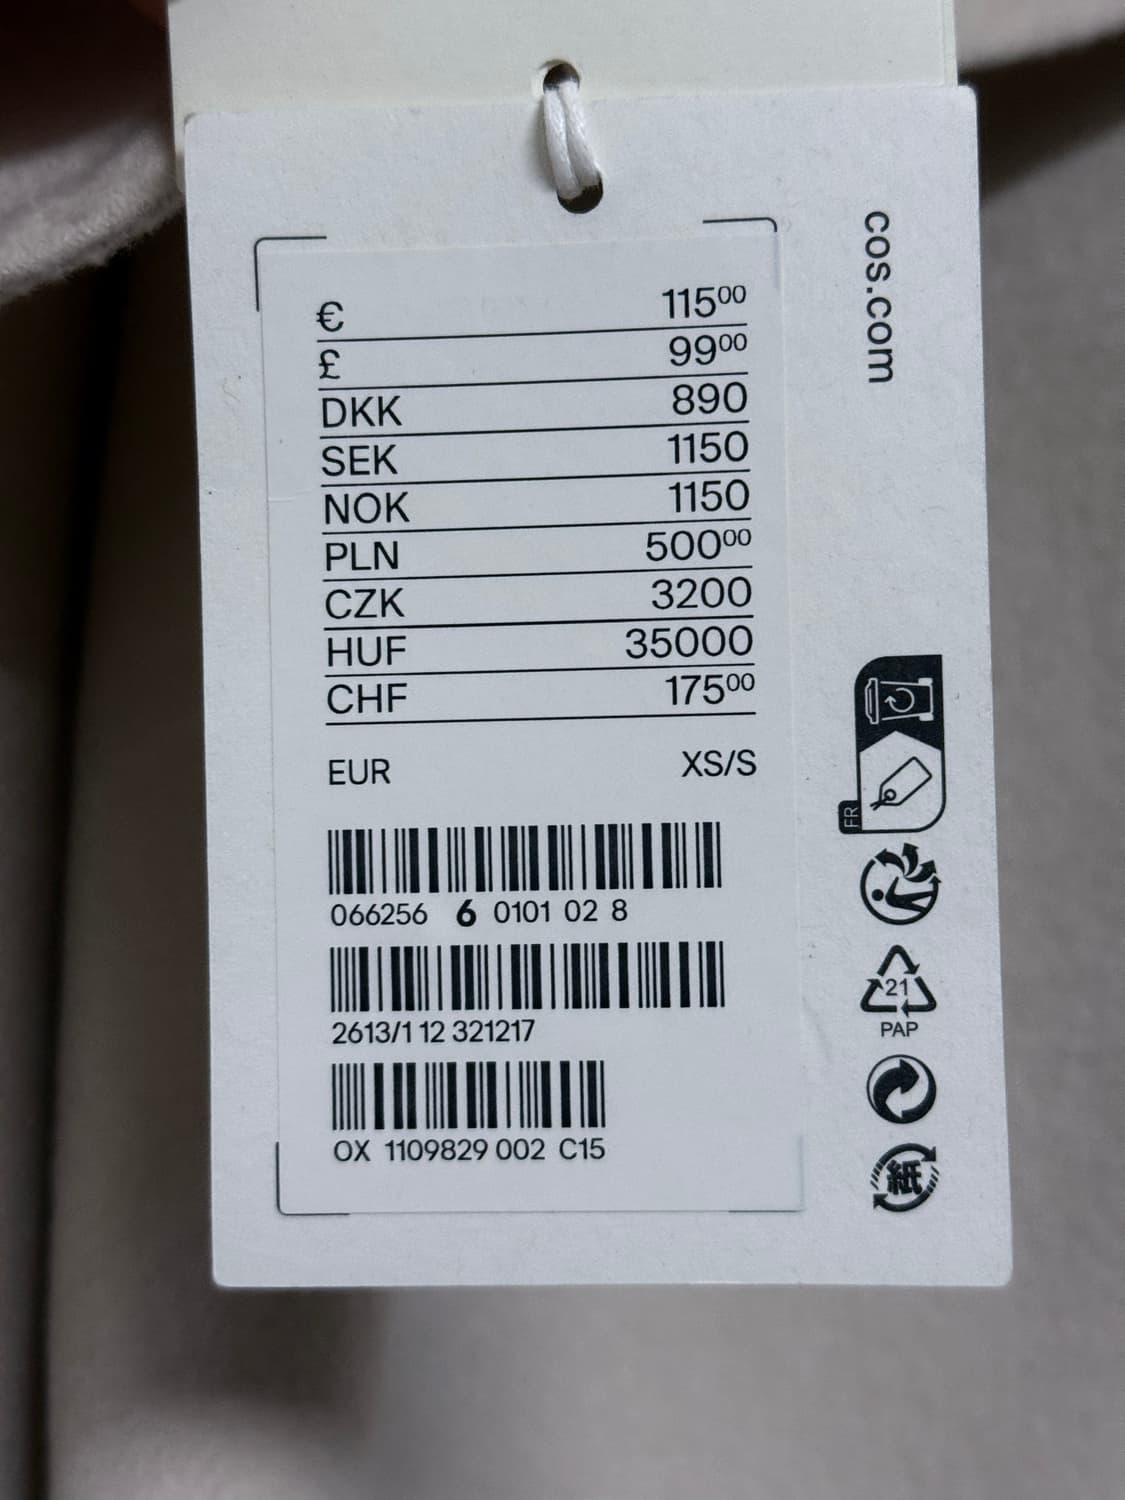 € 115⁰⁰
£ 99⁰⁰
DKK 890
SEK 1150
NOK 1150
PLN 500⁰⁰
CZK 3200
HUF 35000
CHF 175⁰⁰
EUR XS/S
066256 6 0101 02 8
2613/1 12 321217
OX 1109829 002 C15
cos.com
FR
21
PAP
紙